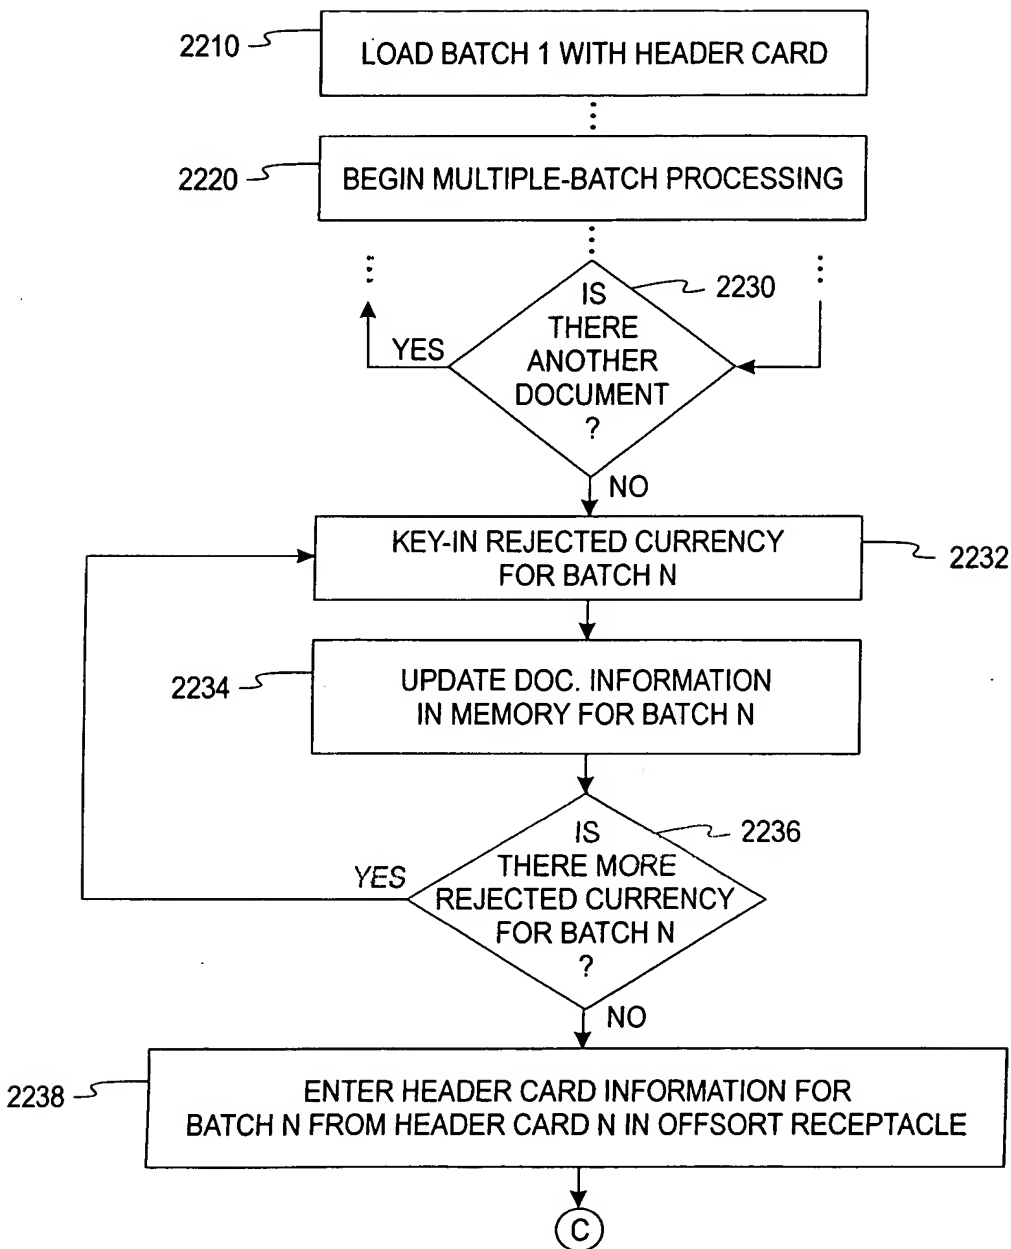 2210
LOAD BATCH 1 WITH HEADER CARD
2220
BEGIN MULTIPLE-BATCH PROCESSING
2230
IS
THERE
ANOTHER
DOCUMENT
?
YES
NO
KEY-IN REJECTED CURRENCY
FOR BATCH N
2232
2234
UPDATE DOC. INFORMATION
IN MEMORY FOR BATCH N
2236
IS
THERE MORE
REJECTED CURRENCY
FOR BATCH N
?
YES
NO
2238
ENTER HEADER CARD INFORMATION FOR
BATCH N FROM HEADER CARD N IN OFFSORT RECEPTACLE
C